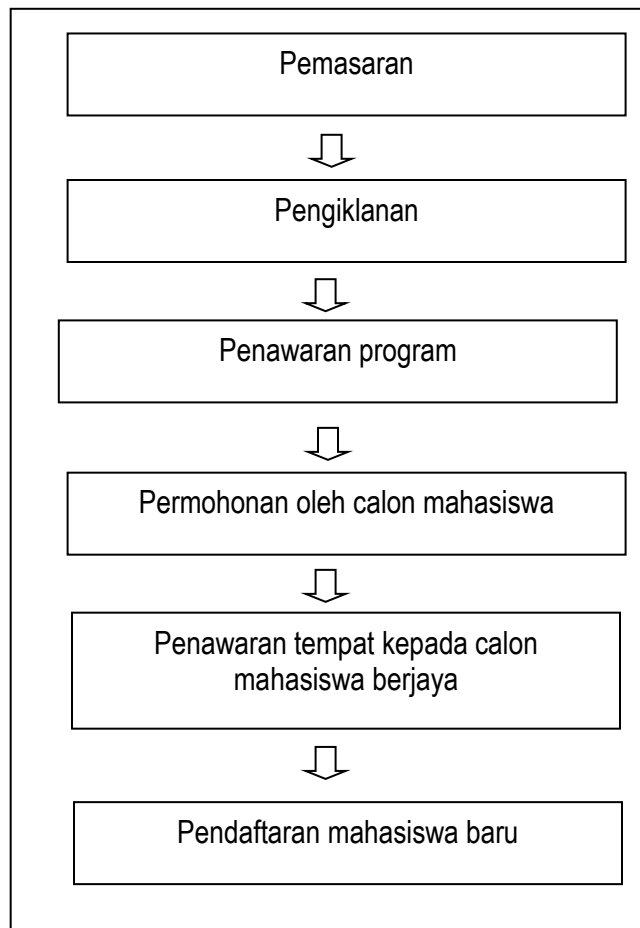 Pemasaran
Pengiklanan
Penawaran program
Permohonan oleh calon mahasiswa
Penawaran tempat kepada calon
mahasiswa berjaya
Pendaftaran mahasiswa baru